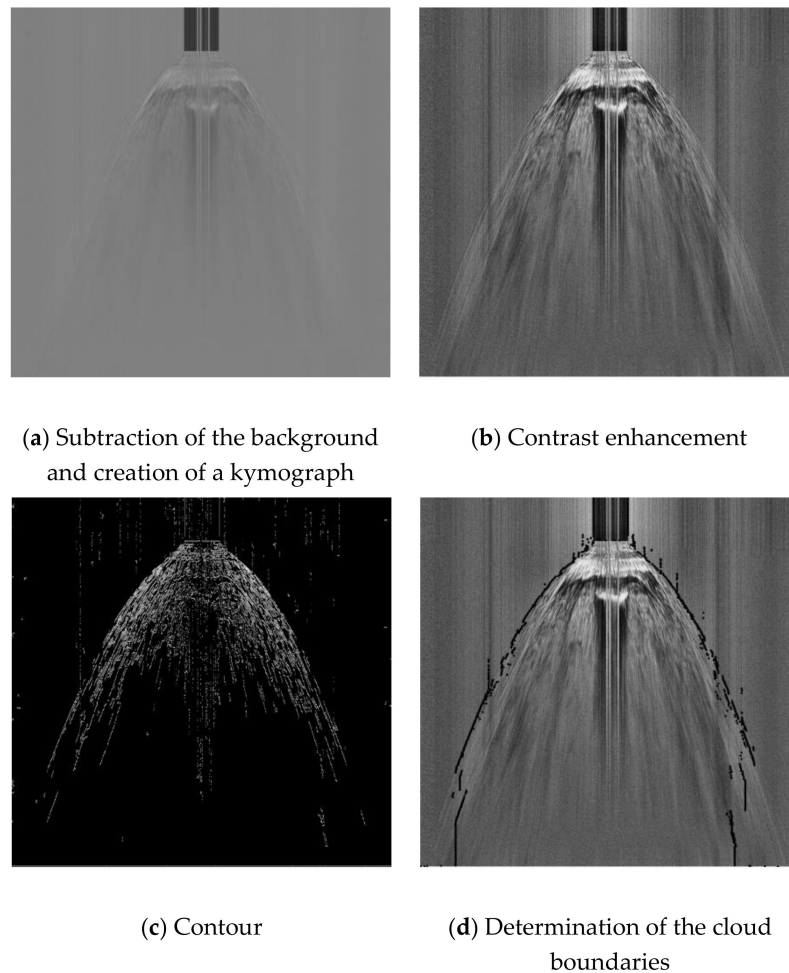 (a) Subtraction of the background
and creation of a kymograph
(b) Contrast enhancement
(c) Contour
(d) Determination of the cloud
boundaries